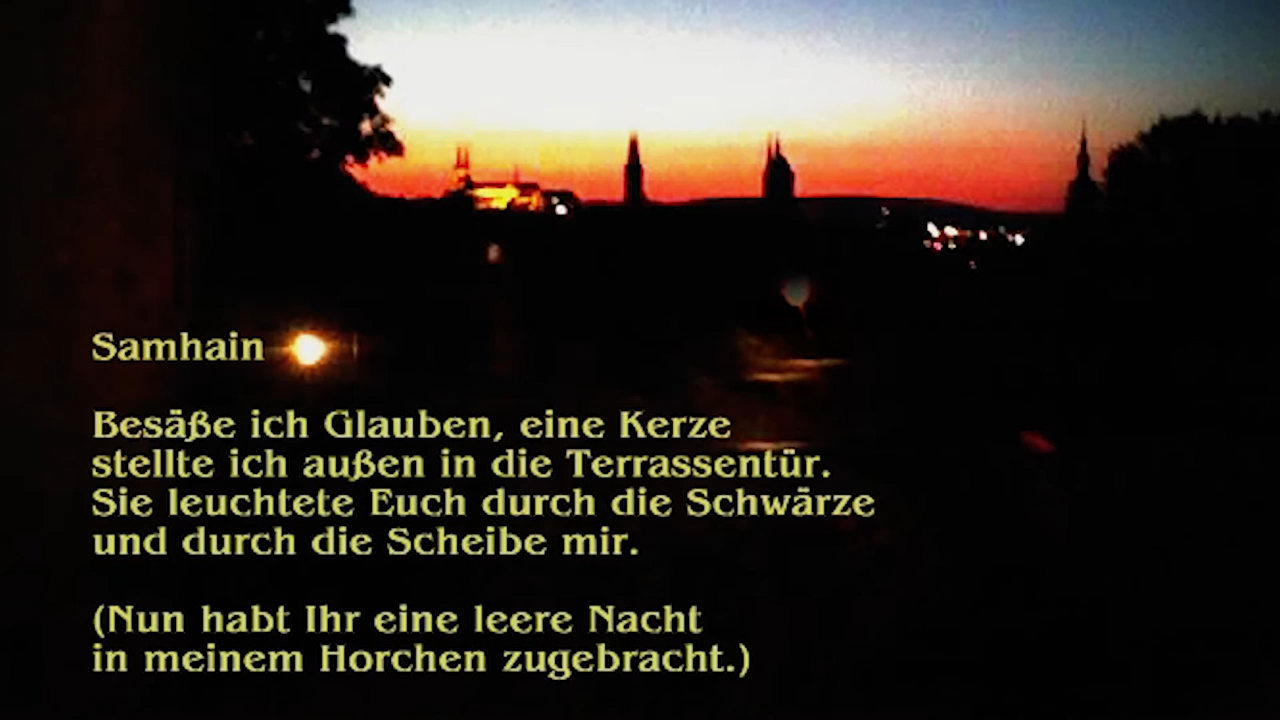 Samhain
Besäße ich Glauben, eine Kerze
stellte ich außen in die Terrassentür.
Sie leuchtete Euch durch die Schwärze
und durch die Scheibe mir.
(Nun habt Ihr eine leere Nacht
in meinem Horchen zugebracht.)